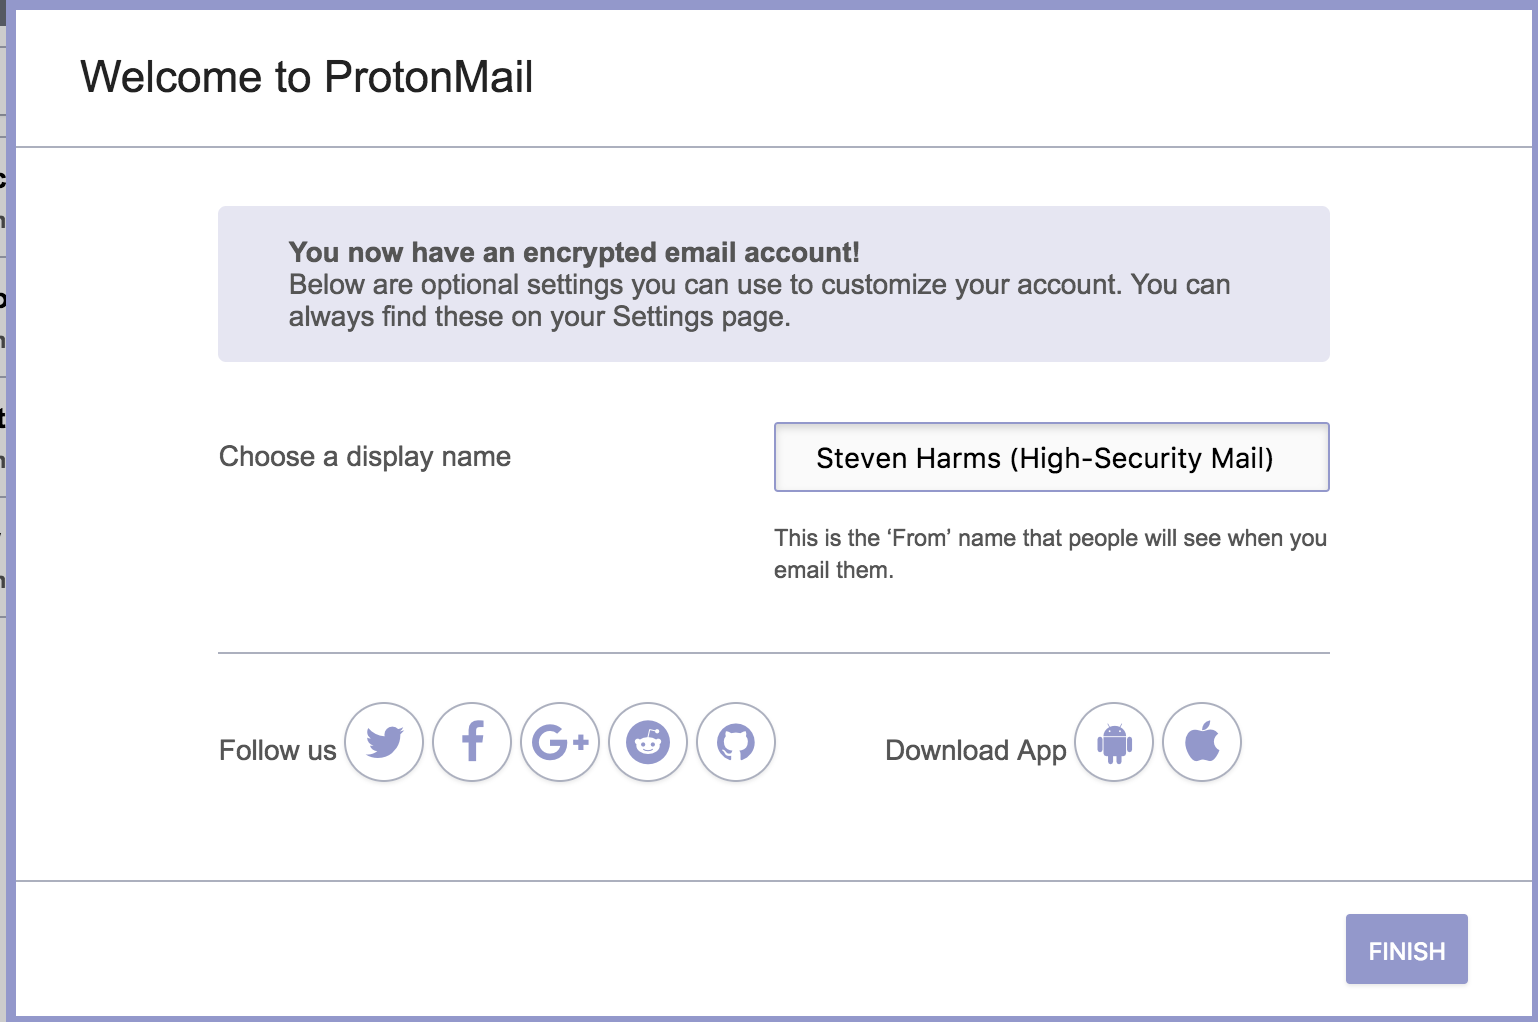 Welcome to ProtonMail
You now have an encrypted email account!
Below are optional settings you can use to customize your account. You can
always find these on your Settings page.
Choose a display name
Steven Harms (High-Security Mail)
This is the ‘From’ name that people will see when you
email them.
Follow us
Download App
FINISH